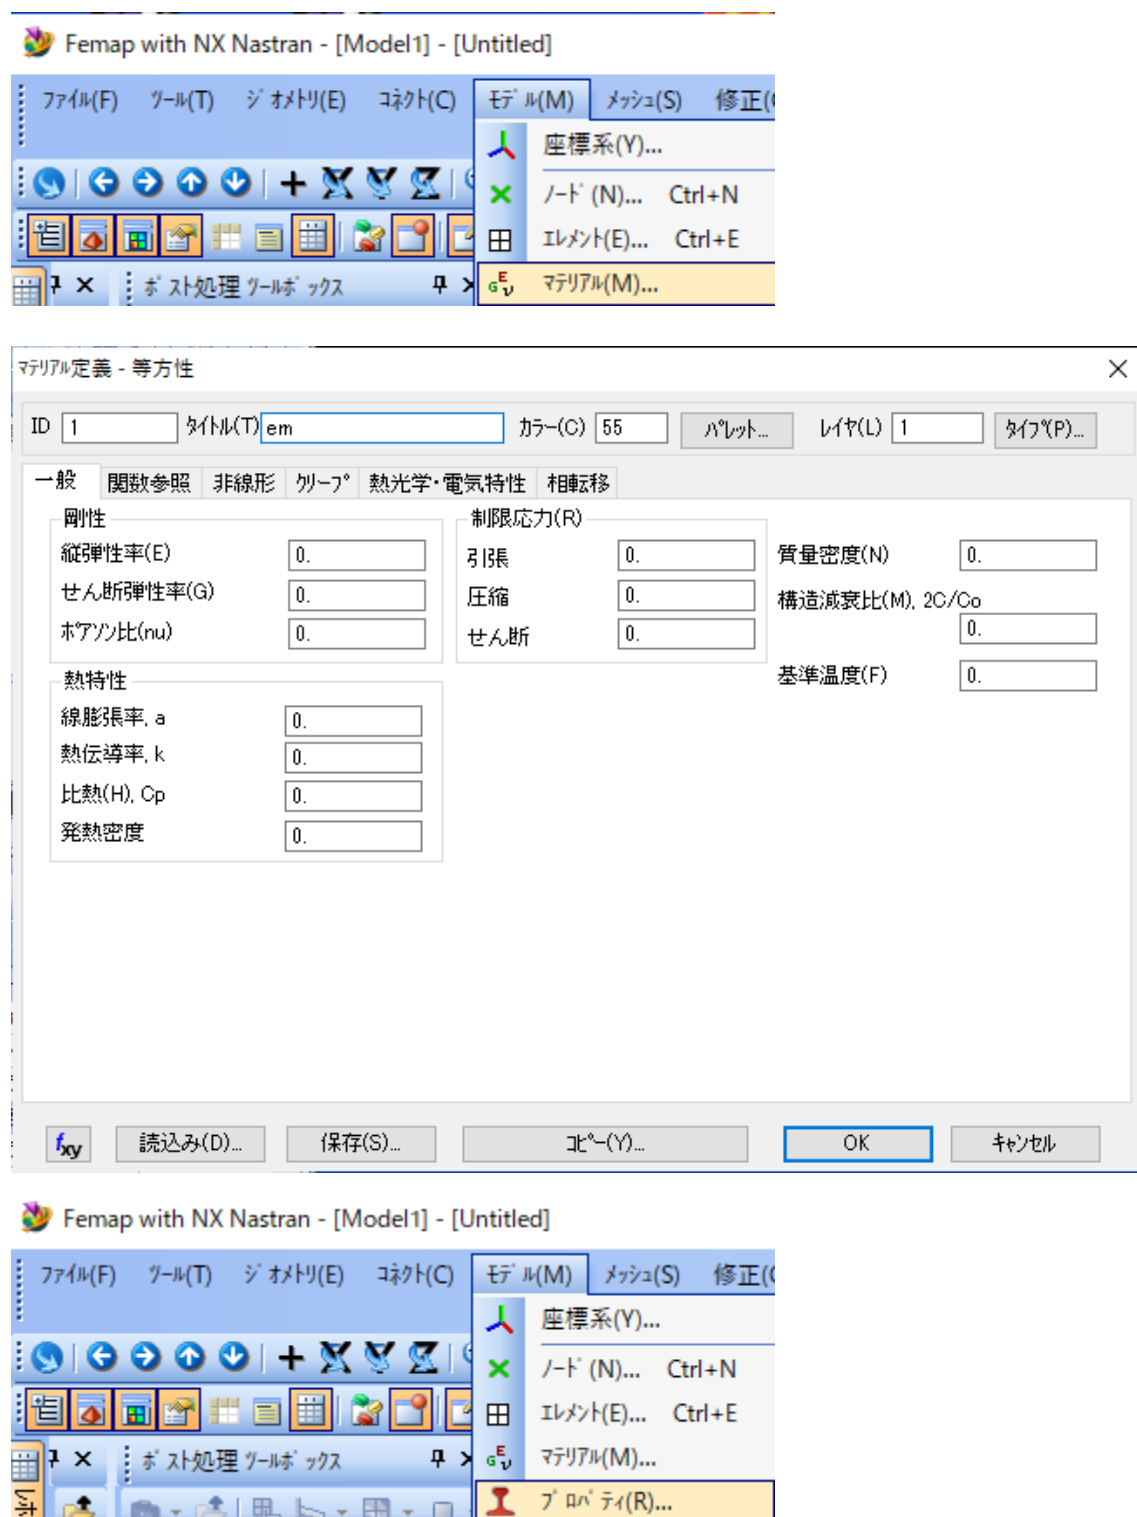 Femap with NX Nastran - [Model1] - [Untitled]
ﾌｧｲﾙ(F) ﾂｰﾙ(T) ｼﾞｵﾒﾄﾘ(E) ｺﾈｸﾄ(C) ﾓﾃﾞﾙ(M) ﾒｯｼｭ(S) 修正(
座標系(Y)...
ﾉｰﾄﾞ(N)... Ctrl+N
ｴﾚﾒﾝﾄ(E)... Ctrl+E
ﾎﾟｽﾄ処理ﾂｰﾙﾎﾞｯｸｽ ﾏﾃﾘｱﾙ(M)...
ﾏﾃﾘｱﾙ定義 - 等方性
ID 1 ﾀｲﾄﾙ(T) em ｶﾗｰ(C) 55 ﾊﾟﾚｯﾄ... ﾚｲﾔ(L) 1 ﾀｲﾌﾟ(P)...
一般 関数参照 非線形 ｸﾘｰﾌﾟ 熱光学・電気特性 相転移
剛性 制限応力(R)
縦弾性率(E) 0. 引張 0. 質量密度(N) 0.
せん断弾性率(G) 0. 圧縮 0. 構造減衰比(M), 2C/Co
0.
ﾎﾟｱｿﾝ比(nu) 0. せん断 0.
熱特性 基準温度(F) 0.
線膨張率, a 0.
熱伝導率, k 0.
比熱(H), Cp 0.
発熱密度 0.
fxy 読込み(D)... 保存(S)... ｺﾋﾟｰ(Y)... OK ｷｬﾝｾﾙ
Femap with NX Nastran - [Model1] - [Untitled]
ﾌｧｲﾙ(F) ﾂｰﾙ(T) ｼﾞｵﾒﾄﾘ(E) ｺﾈｸﾄ(C) ﾓﾃﾞﾙ(M) ﾒｯｼｭ(S) 修正(
座標系(Y)...
ﾉｰﾄﾞ(N)... Ctrl+N
ｴﾚﾒﾝﾄ(E)... Ctrl+E
ﾎﾟｽﾄ処理ﾂｰﾙﾎﾞｯｸｽ ﾏﾃﾘｱﾙ(M)...
ﾌﾟﾛﾊﾟﾃｨ(R)...